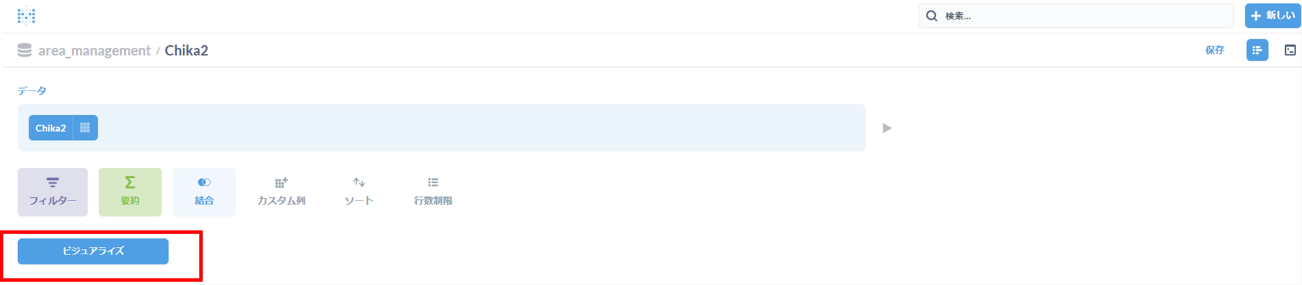 検索...
新しい
area_management / Chika2
保存
データ
Chika2
フィルター
要約
結合
カスタム列
ソート
行数制限
ビジュアライズ